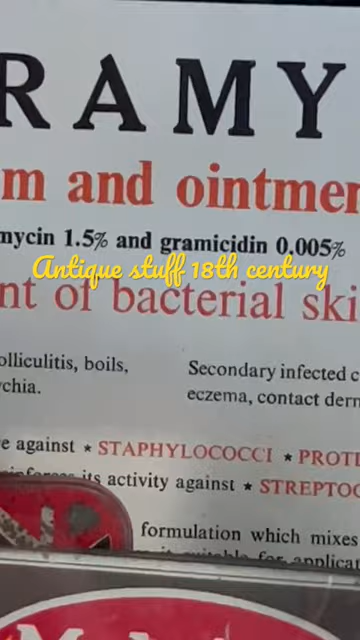 RAMY
m and ointmen
mycin 1.5% and gramicidin 0.005%
Antique stuff 18th century
nt of bacterial ski
olliculitis, boils,
ychia.
Secondary infected c
eczema, contact derm
e against ★ STAPHYLOCOCCI ★ PROTE
its activity against ★ STREPTOC
formulation which mixes